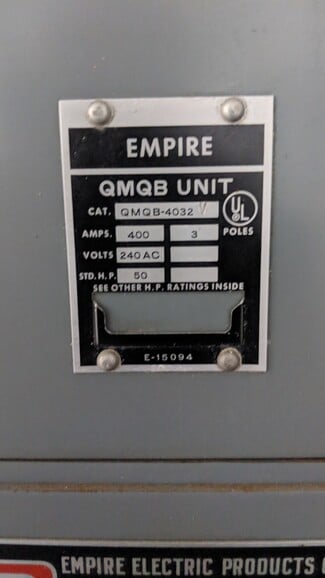 EMPIRE
QMQB UNIT
CAT. QMQB-4032 V UL
AMPS. 400 3 POLES
VOLTS 240 AC
STD. H.P. 50
SEE OTHER H.P. RATINGS INSIDE
E-15094
EMPIRE ELECTRIC PRODUCTS